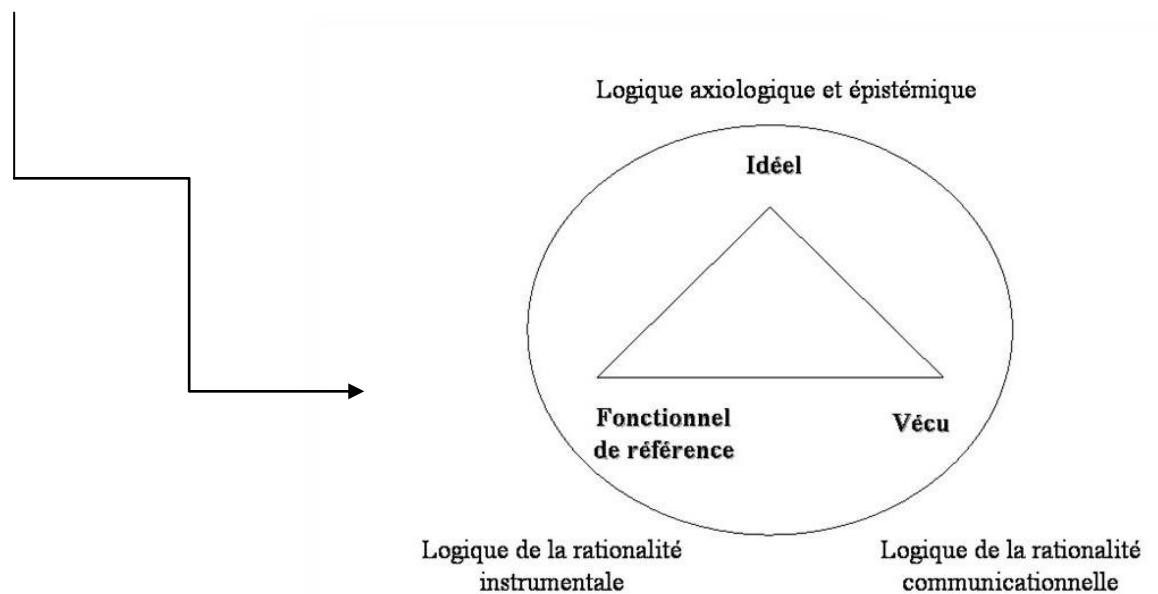 Logique axiologique et épistémique
Idéel
Fonctionnel
de référence
Vécu
Logique de la rationalité
instrumentale
Logique de la rationalité
communicationnelle